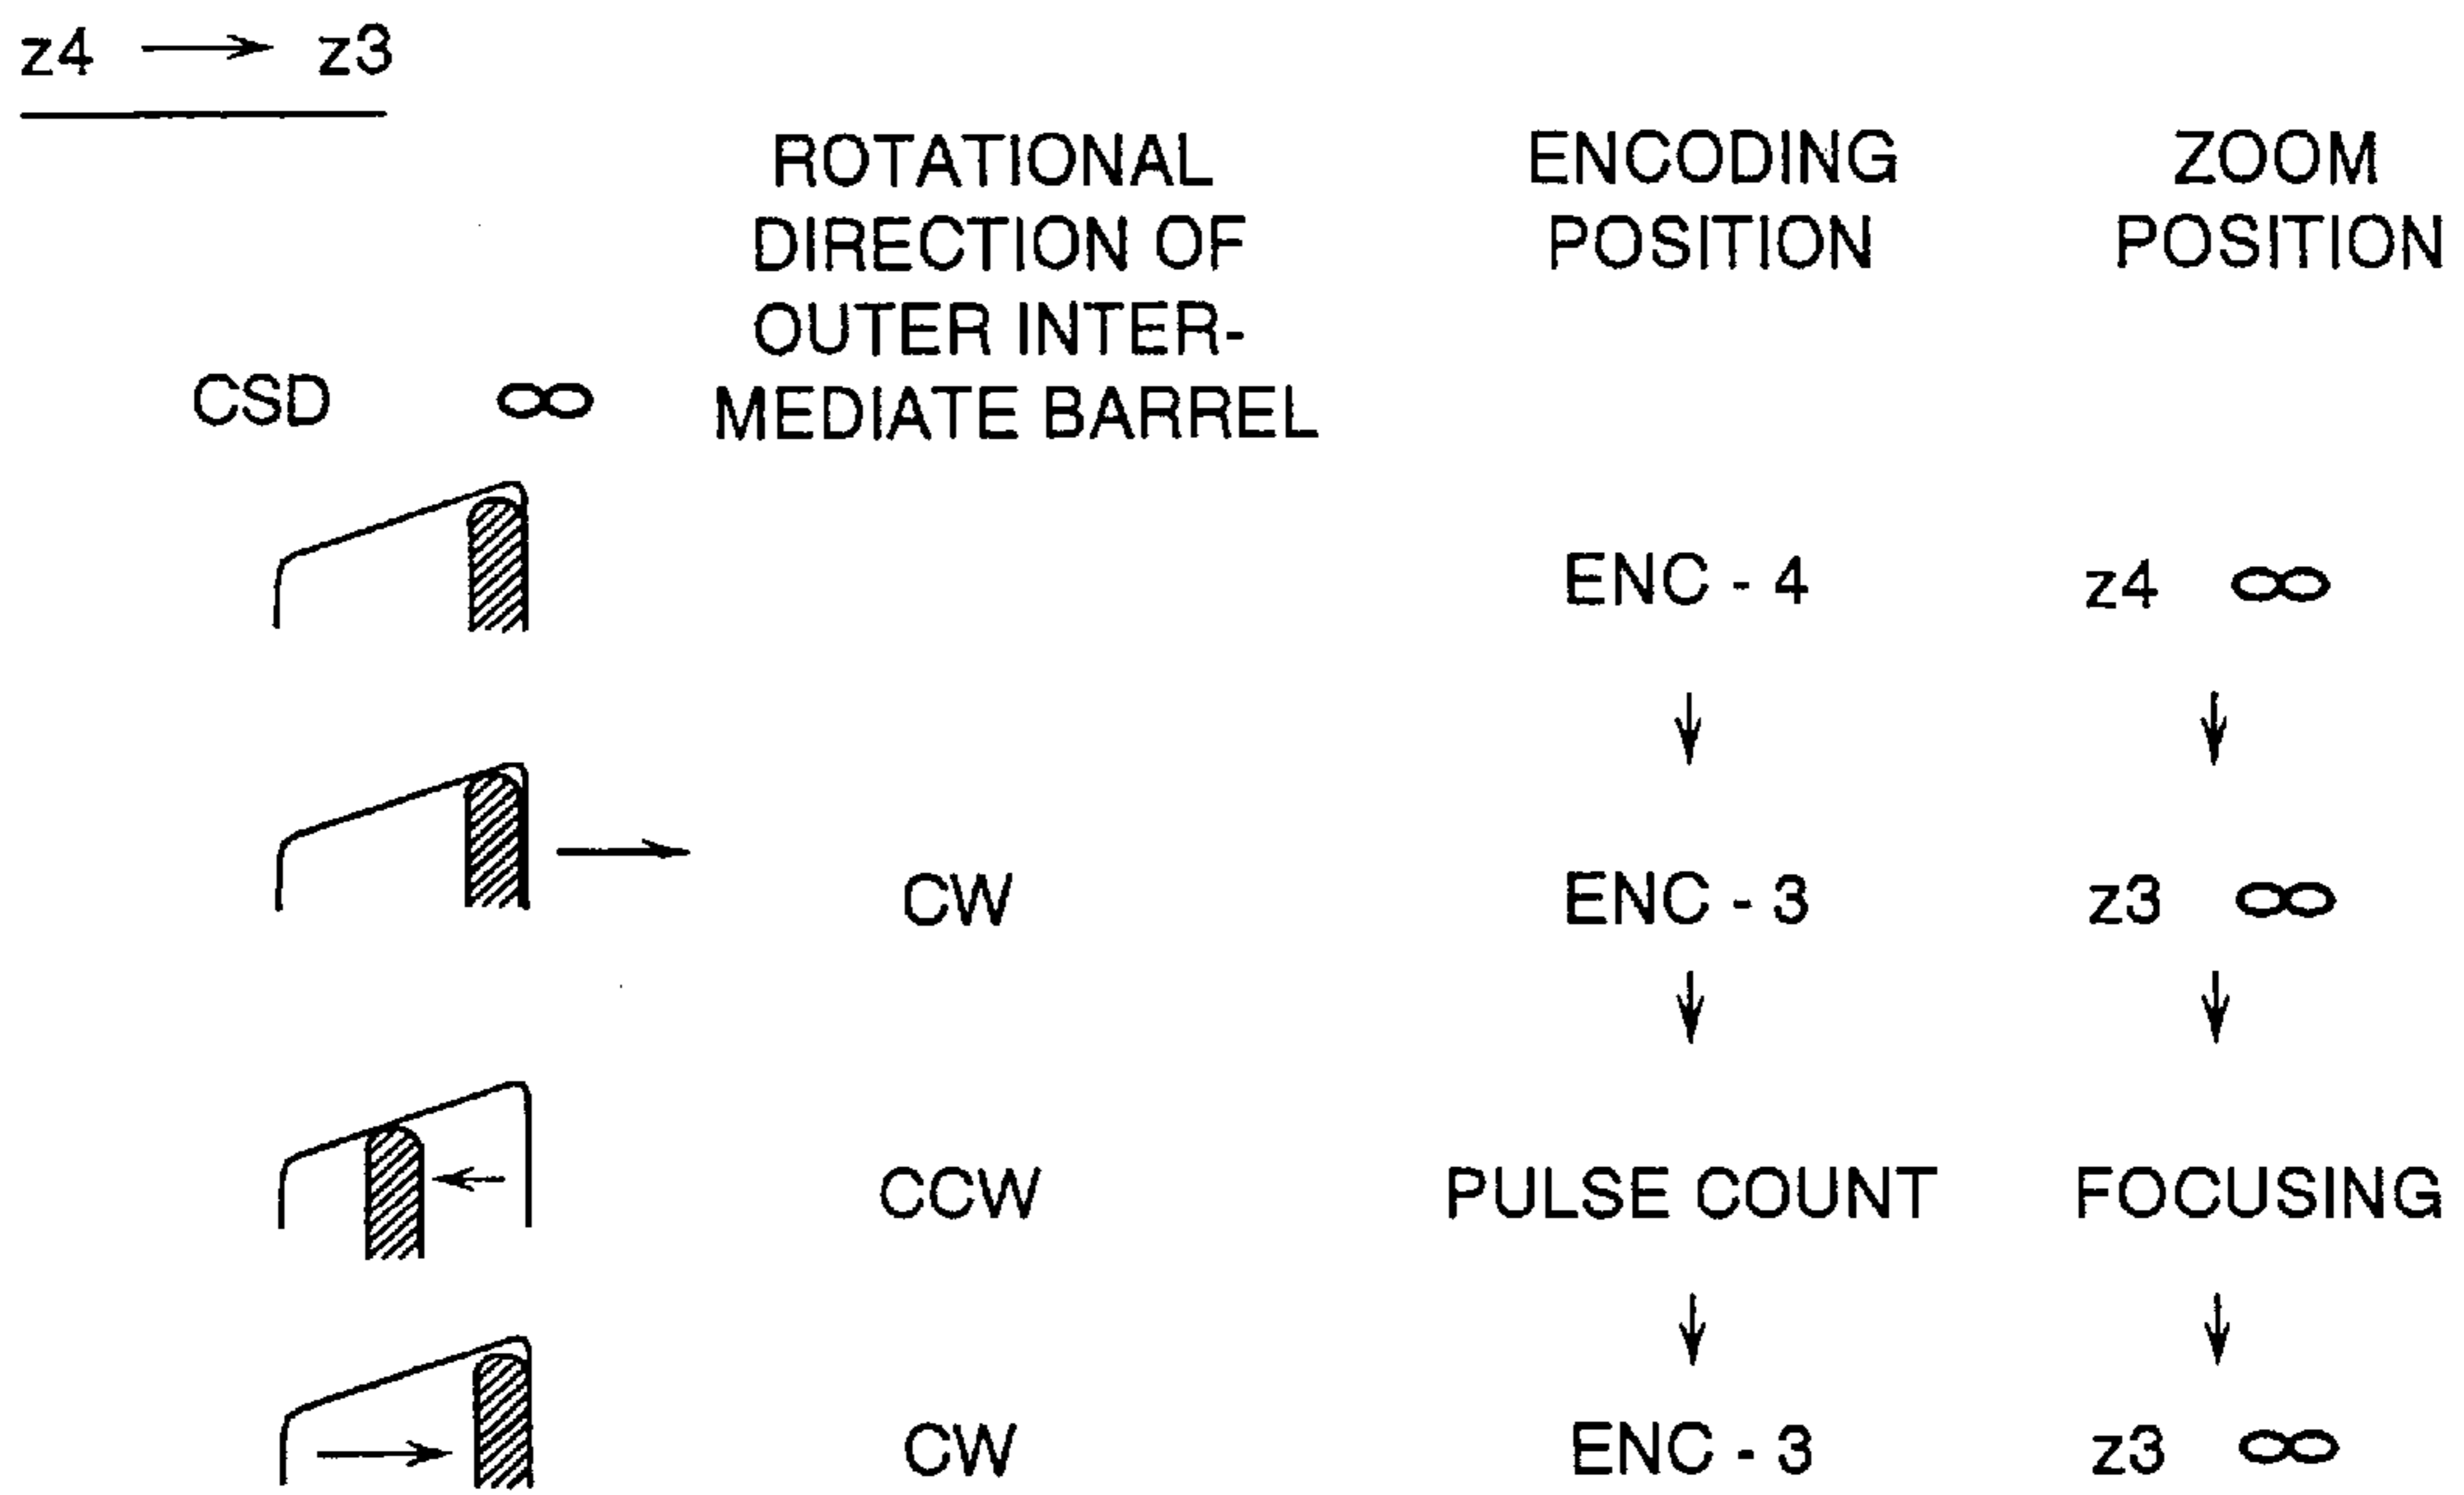 z4 → z3
ROTATIONAL
DIRECTION OF
OUTER INTER-
MEDIATE BARREL
ENCODING
POSITION
ZOOM
POSITION
CSD ∞
ENC - 4 z4 ∞
CW ENC - 3 z3 ∞
CCW PULSE COUNT FOCUSING
CW ENC - 3 z3 ∞